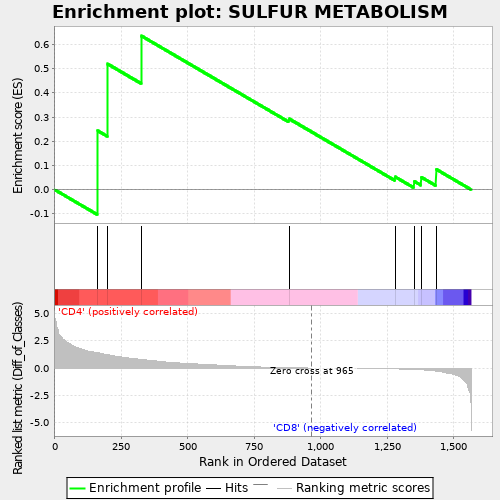 Enrichment plot: SULFUR METABOLISM
Enrichment score (ES)
0.6
0.5
0.4
0.3
0.2
0.1
0.0
-0.1
Ranked list metric (Diff_of_Classes)
'CD4' (positively correlated)
5.0
2.5
0.0
-2.5
-5.0
Zero cross at 965
'CD8' (negatively correlated)
0 250 500 750 1,000 1,250 1,500
Rank in Ordered Dataset
Enrichment profile Hits Ranking metric scores